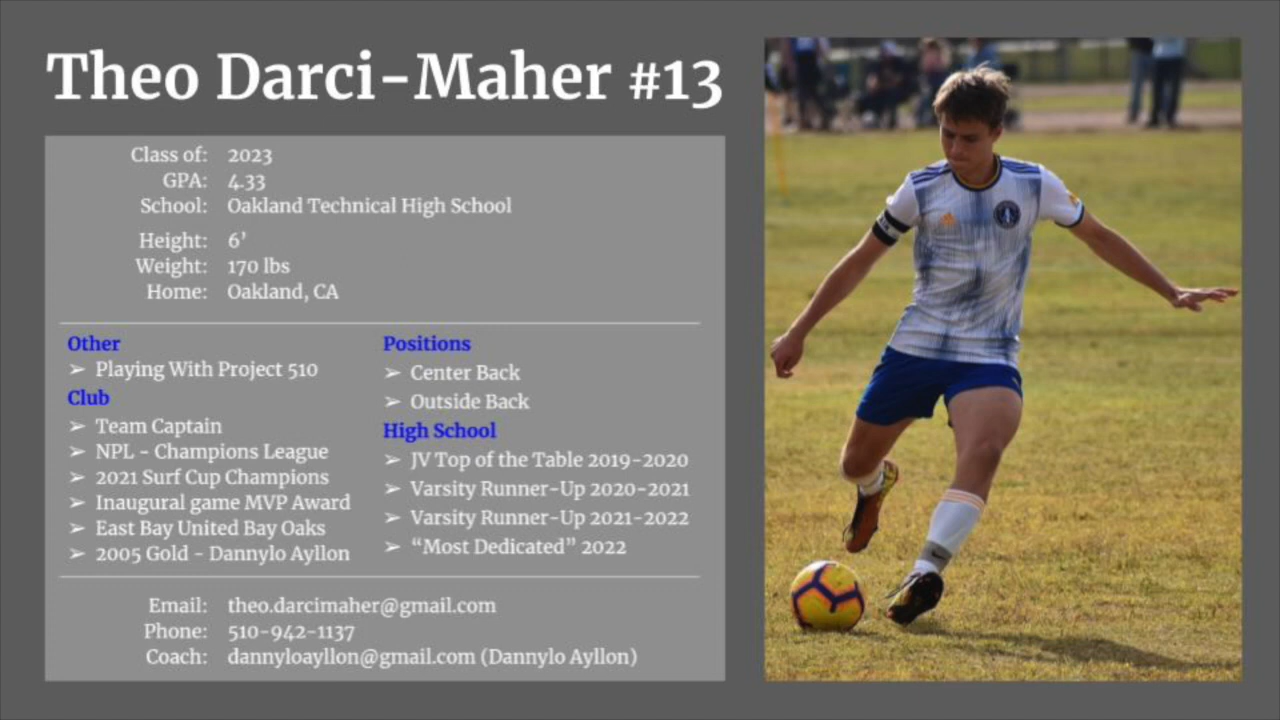 Theo Darci-Maher #13
Class of: 2023
GPA: 4.33
School: Oakland Technical High School
Height: 6’
Weight: 170 lbs
Home: Oakland, CA
Other
➢ Playing With Project 510
Club
➢ Team Captain
➢ NPL - Champions League
➢ 2021 Surf Cup Champions
➢ Inaugural game MVP Award
➢ East Bay United Bay Oaks
➢ 2005 Gold - Dannylo Ayllon
Positions
➢ Center Back
➢ Outside Back
High School
➢ JV Top of the Table 2019-2020
➢ Varsity Runner-Up 2020-2021
➢ Varsity Runner-Up 2021-2022
➢ “Most Dedicated” 2022
Email: theo.darcimaher@gmail.com
Phone: 510-942-1137
Coach: dannyloayllon@gmail.com (Dannylo Ayllon)